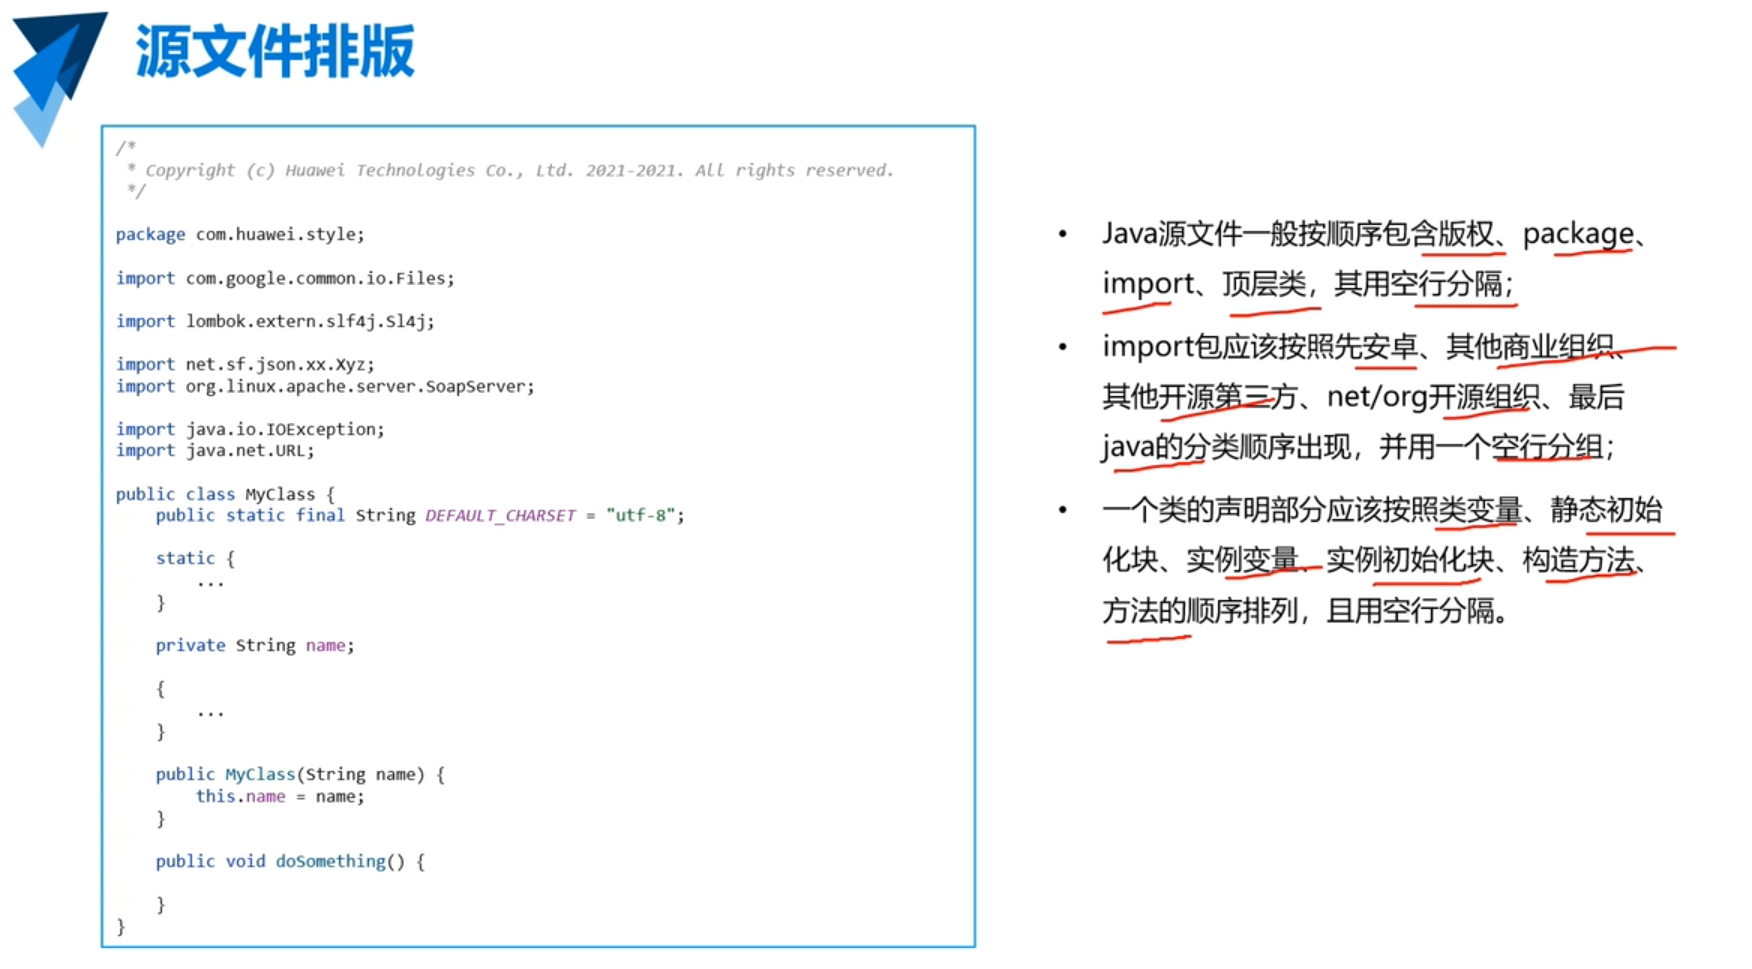 源文件排版
/*
 * Copyright (c) Huawei Technologies Co., Ltd. 2021-2021. All rights reserved.
 */
package com.huawei.style;
import com.google.common.io.Files;
import lombok.extern.slf4j.Sl4j;
import net.sf.json.xx.Xyz;
import org.linux.apache.server.SoapServer;
import java.io.IOException;
import java.net.URL;
public class MyClass {
    public static final String DEFAULT_CHARSET = "utf-8";
    static {
        ...
    }
    private String name;
    {
        ...
    }
    public MyClass(String name) {
        this.name = name;
    }
    public void doSomething() {
    }
}
• Java源文件一般按顺序包含版权、package、
import、顶层类，其用空行分隔；
• import包应该按照先安卓、其他商业组织、
其他开源第三方、net/org开源组织、最后
java的分类顺序出现，并用一个空行分组；
• 一个类的声明部分应该按照类变量、静态初始
化块、实例变量、实例初始化块、构造方法、
方法的顺序排列，且用空行分隔。